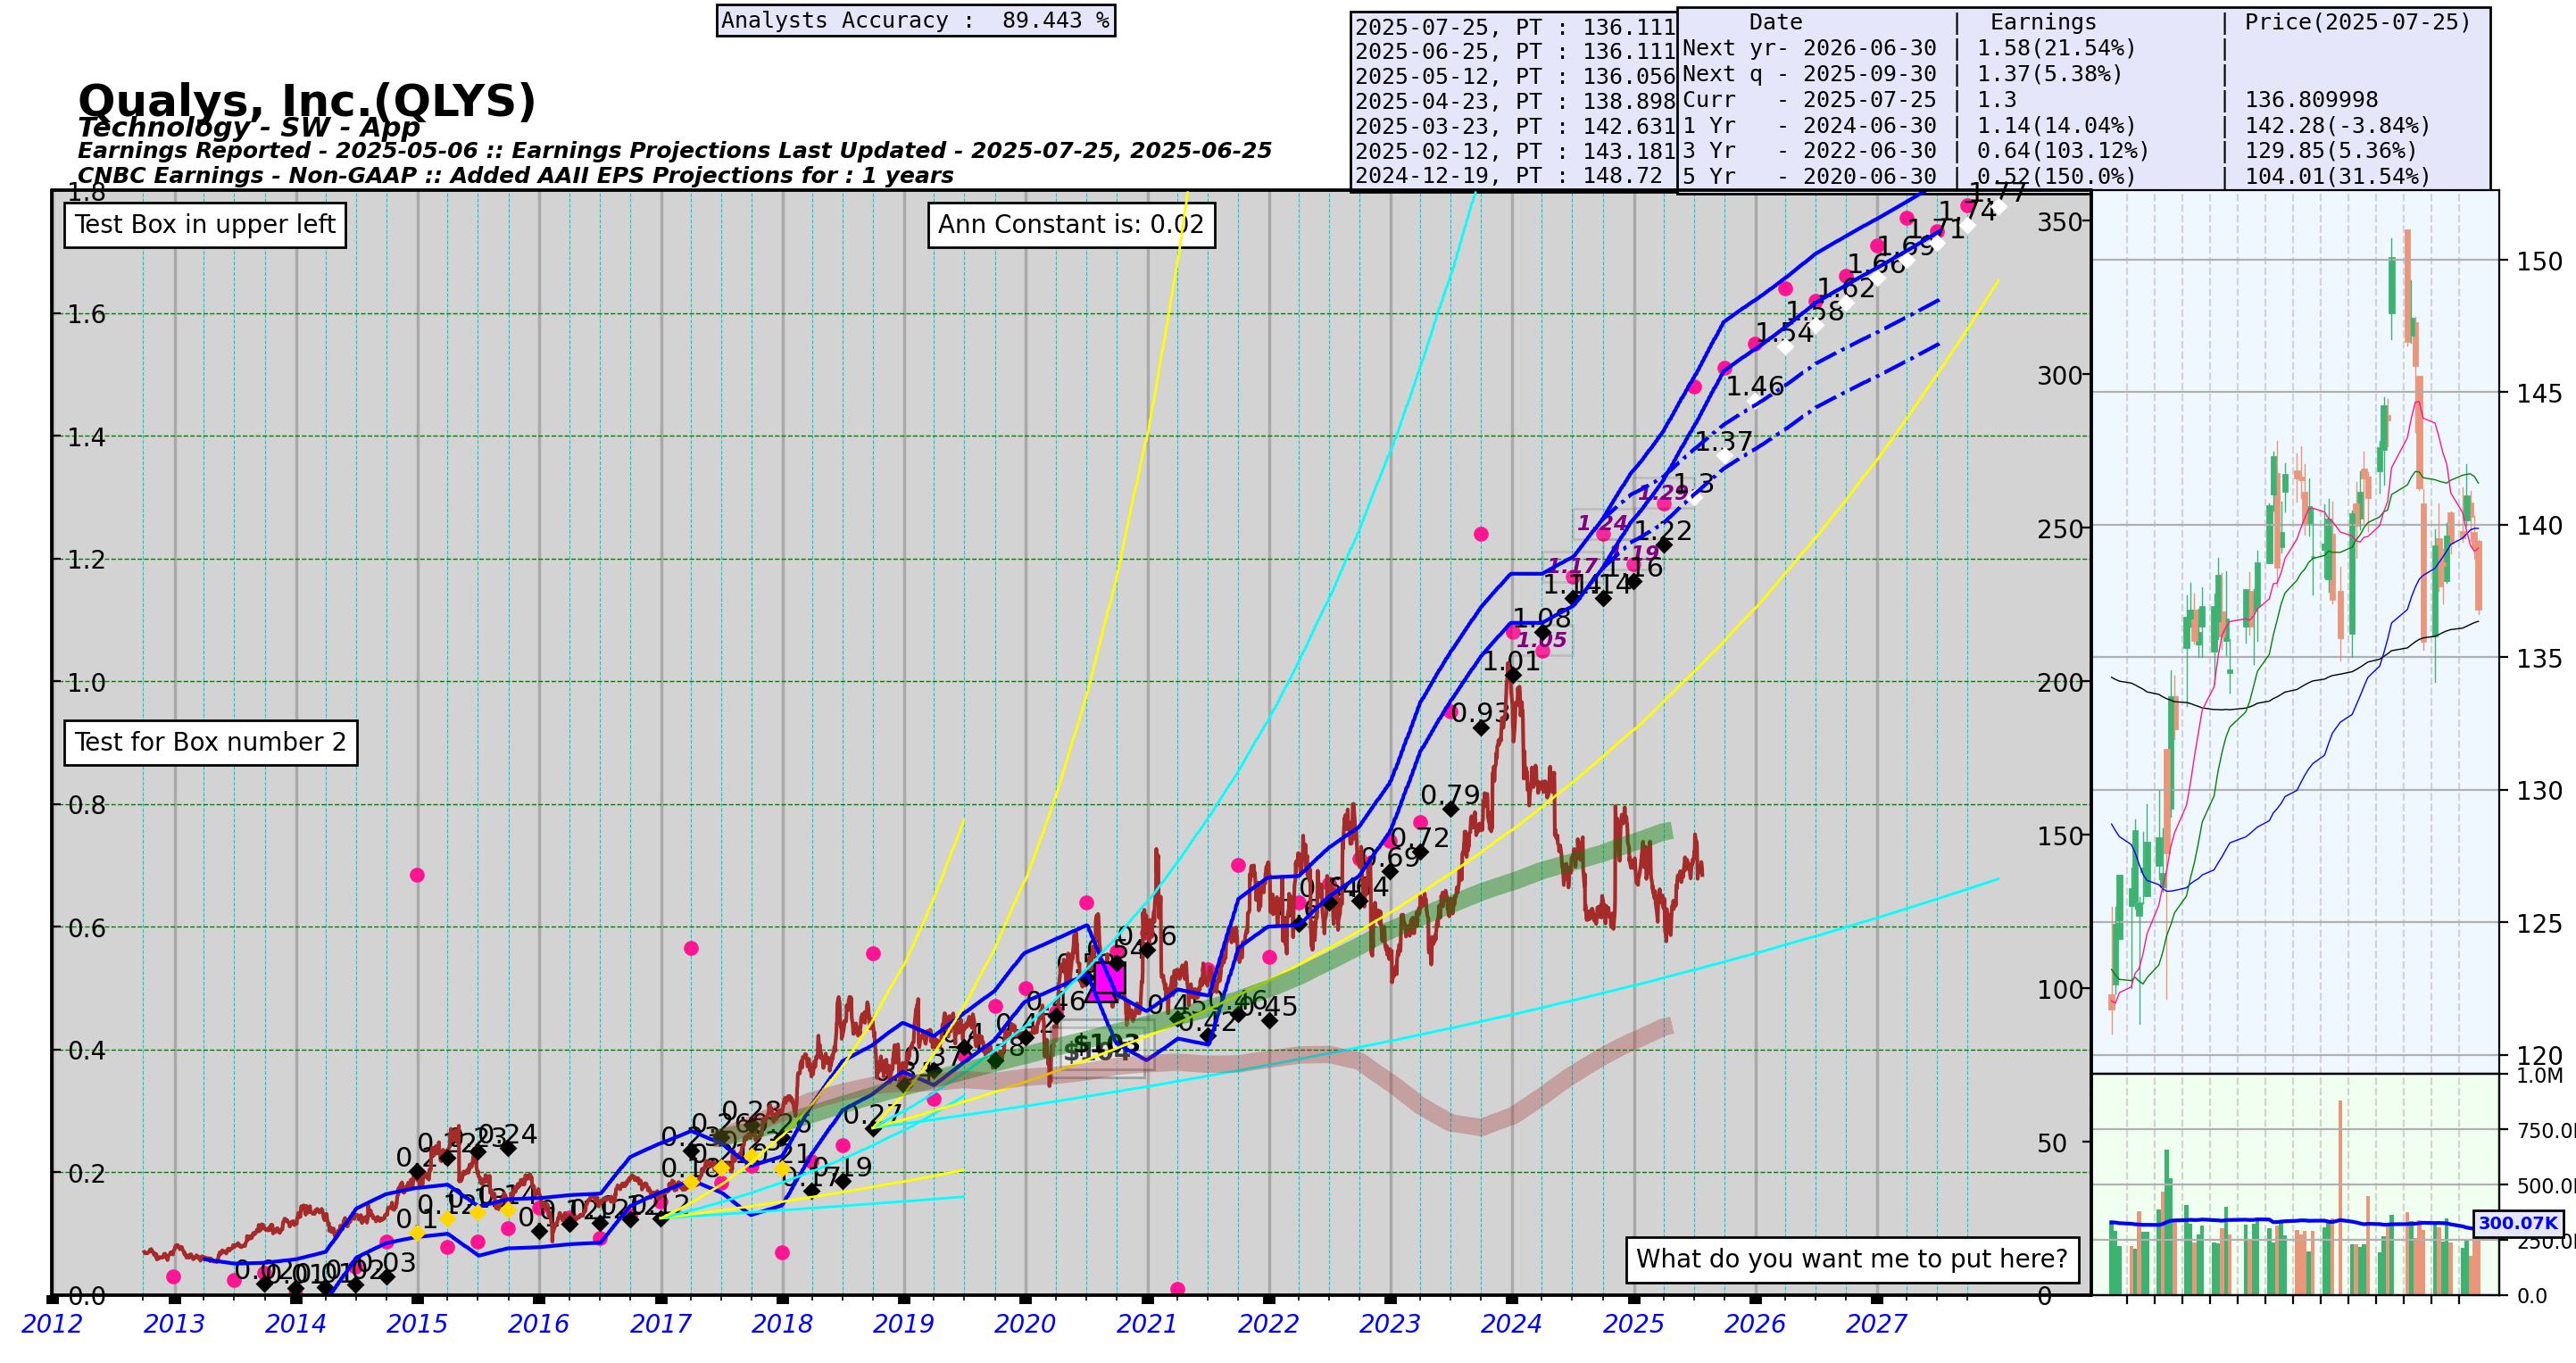 Analysts Accuracy :  89.443 %
2025-07-25, PT : 136.111
2025-06-25, PT : 136.111
2025-05-12, PT : 136.056
2025-04-23, PT : 138.898
2025-03-23, PT : 142.631
2025-02-12, PT : 143.181
2024-12-19, PT : 148.72
Date | Earnings | Price(2025-07-25)
Next yr- 2026-06-30 | 1.58(21.54%) |
Next q - 2025-09-30 | 1.37(5.38%) |
Curr - 2025-07-25 | 1.3 | 136.809998
1 Yr - 2024-06-30 | 1.14(14.04%) | 142.28(-3.84%)
3 Yr - 2022-06-30 | 0.64(103.12%) | 129.85(5.36%)
5 Yr - 2020-06-30 | 0.52(150.0%) | 104.01(31.54%)
Qualys, Inc.(QLYS)
Technology - SW - App
Earnings Reported - 2025-05-06 :: Earnings Projections Last Updated - 2025-07-25, 2025-06-25
CNBC Earnings - Non-GAAP :: Added AAII EPS Projections for : 1 years
Test Box in upper left
Ann Constant is: 0.02
Test for Box number 2
What do you want me to put here?
1.8
1.6
1.4
1.2
1.0
0.8
0.6
0.4
0.2
0.0
1.77
1.74
1.71
1.69
1.66
1.62
1.58
1.54
1.46
1.37
1.3
1.29
1.24
1.22
1.19
1.17
1.16
1.14
1.14
1.08
1.05
1.01
0.93
0.79
0.72
0.69
0.56
0.54
0.46
0.45
0.42
0.46
0.45
0.42
0.37
0.27
0.19
0.17
0.21
0.24
0.03
$103
350
300
250
200
150
100
50
0
150
145
140
135
130
125
120
1.0M
750.0
500.0
300.07K
250.0
0.0
2012 2013 2014 2015 2016 2017 2018 2019 2020 2021 2022 2023 2024 2025 2026 2027